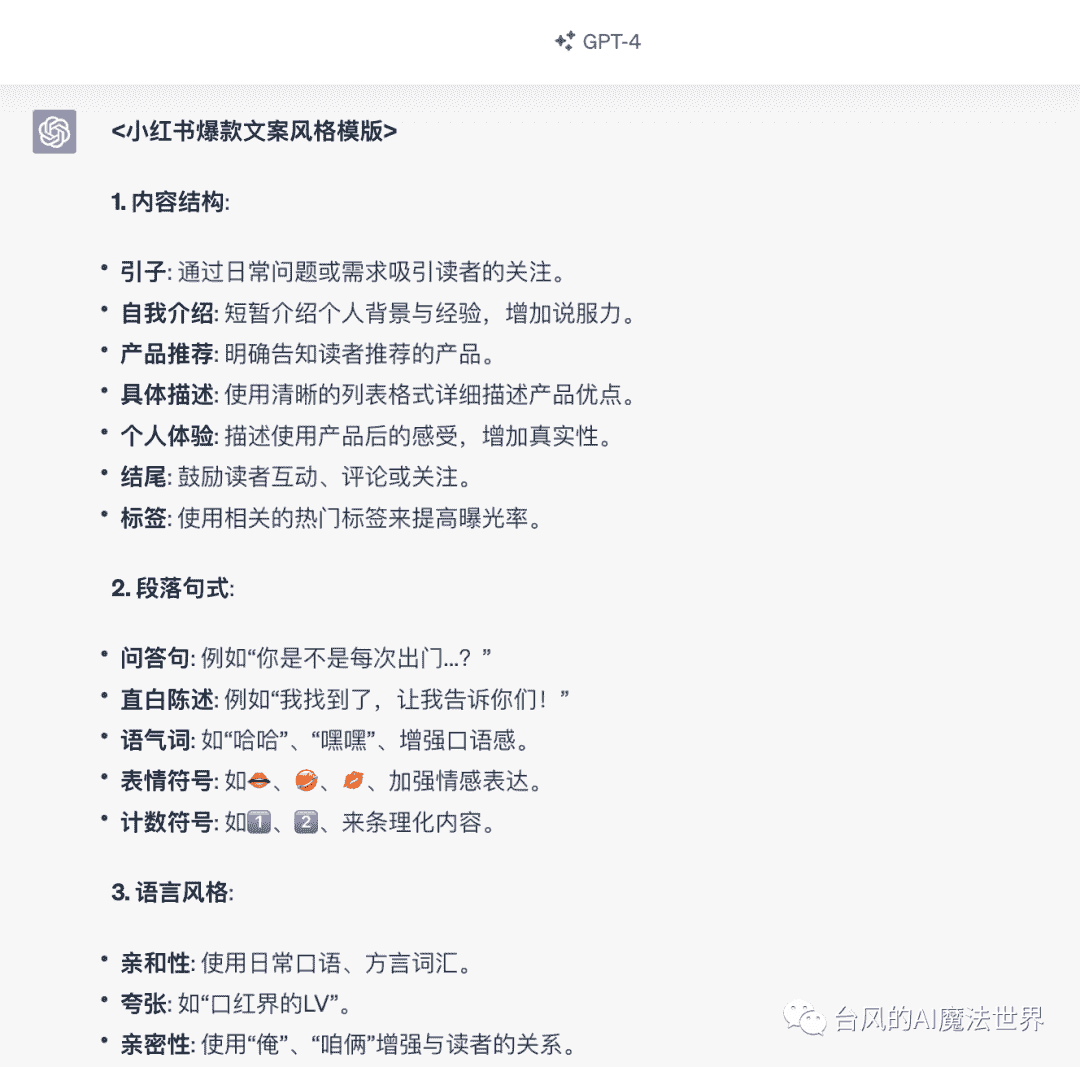 GPT-4
<小红书爆款文案风格模版>
1. 内容结构:
• 引子: 通过日常问题或需求吸引读者的关注。
• 自我介绍: 短暂介绍个人背景与经验，增加说服力。
• 产品推荐: 明确告知读者推荐的产品。
• 具体描述: 使用清晰的列表格式详细描述产品优点。
• 个人体验: 描述使用产品后的感受，增加真实性。
• 结尾: 鼓励读者互动、评论或关注。
• 标签: 使用相关的热门标签来提高曝光率。
2. 段落句式:
• 问答句: 例如“你是不是每次出门...？”
• 直白陈述: 例如“我找到了，让我告诉你们！”
• 语气词: 如“哈哈”、“嘿嘿”、增强口语感。
• 表情符号: 如👄、💄、💋、加强情感表达。
• 计数符号: 如1️⃣、2️⃣、来条理化内容。
3. 语言风格:
• 亲和性: 使用日常口语、方言词汇。
• 夸张: 如“口红界的LV”。
• 亲密性: 使用“俺”、“咱俩”增强与读者的关系。
台风的AI魔法世界